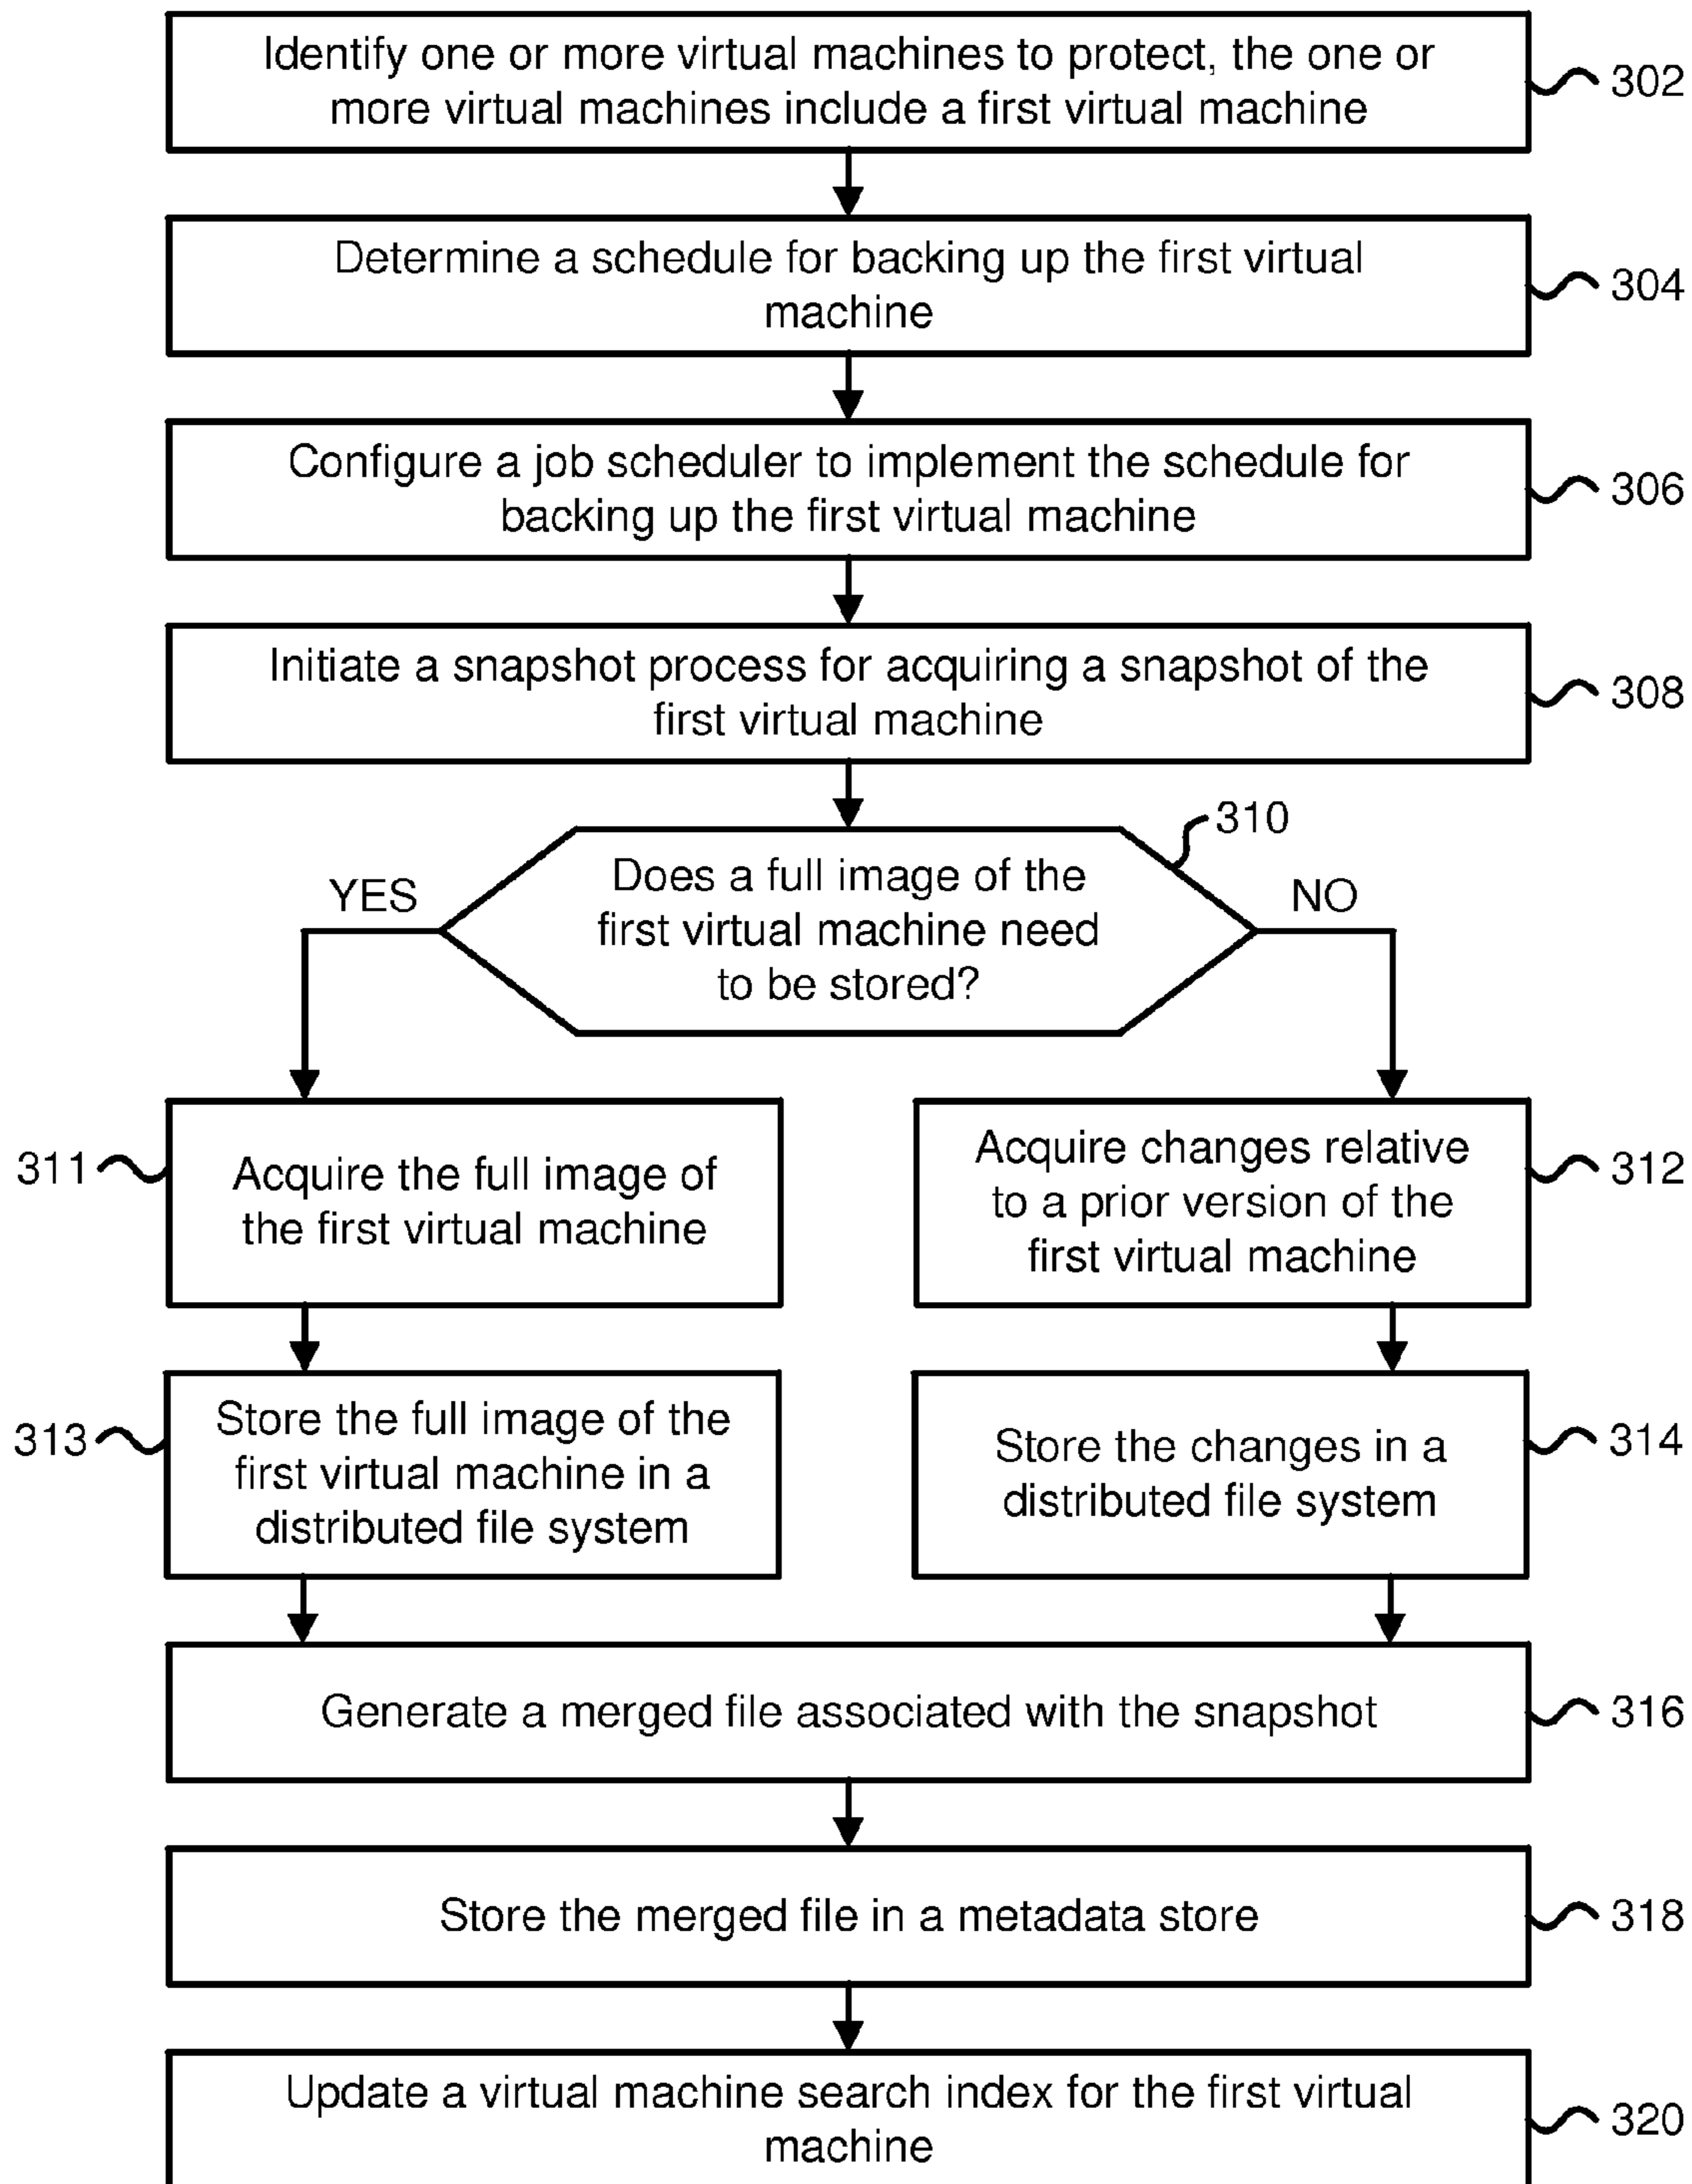 Identify one or more virtual machines to protect, the one or
more virtual machines include a first virtual machine
302
Determine a schedule for backing up the first virtual
machine
304
Configure a job scheduler to implement the schedule for
backing up the first virtual machine
306
Initiate a snapshot process for acquiring a snapshot of the
first virtual machine
308
310
Does a full image of the
first virtual machine need
to be stored?
YES
NO
311
Acquire the full image of
the first virtual machine
Acquire changes relative
to a prior version of the
first virtual machine
312
313
Store the full image of the
first virtual machine in a
distributed file system
Store the changes in a
distributed file system
314
Generate a merged file associated with the snapshot
316
Store the merged file in a metadata store
318
Update a virtual machine search index for the first virtual
machine
320